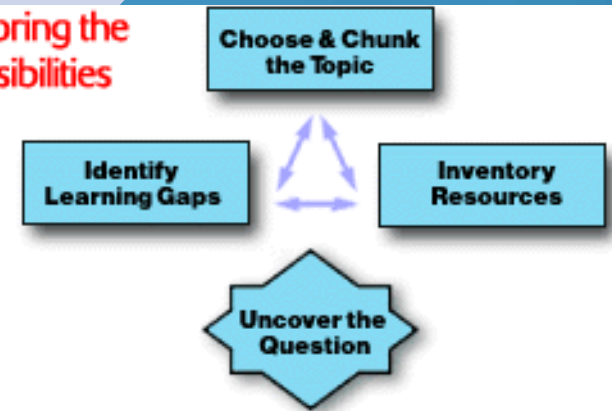 oring the
sibilities
Choose & Chunk
the Topic
Identify
Learning Gaps
Inventory
Resources
Uncover the
Question